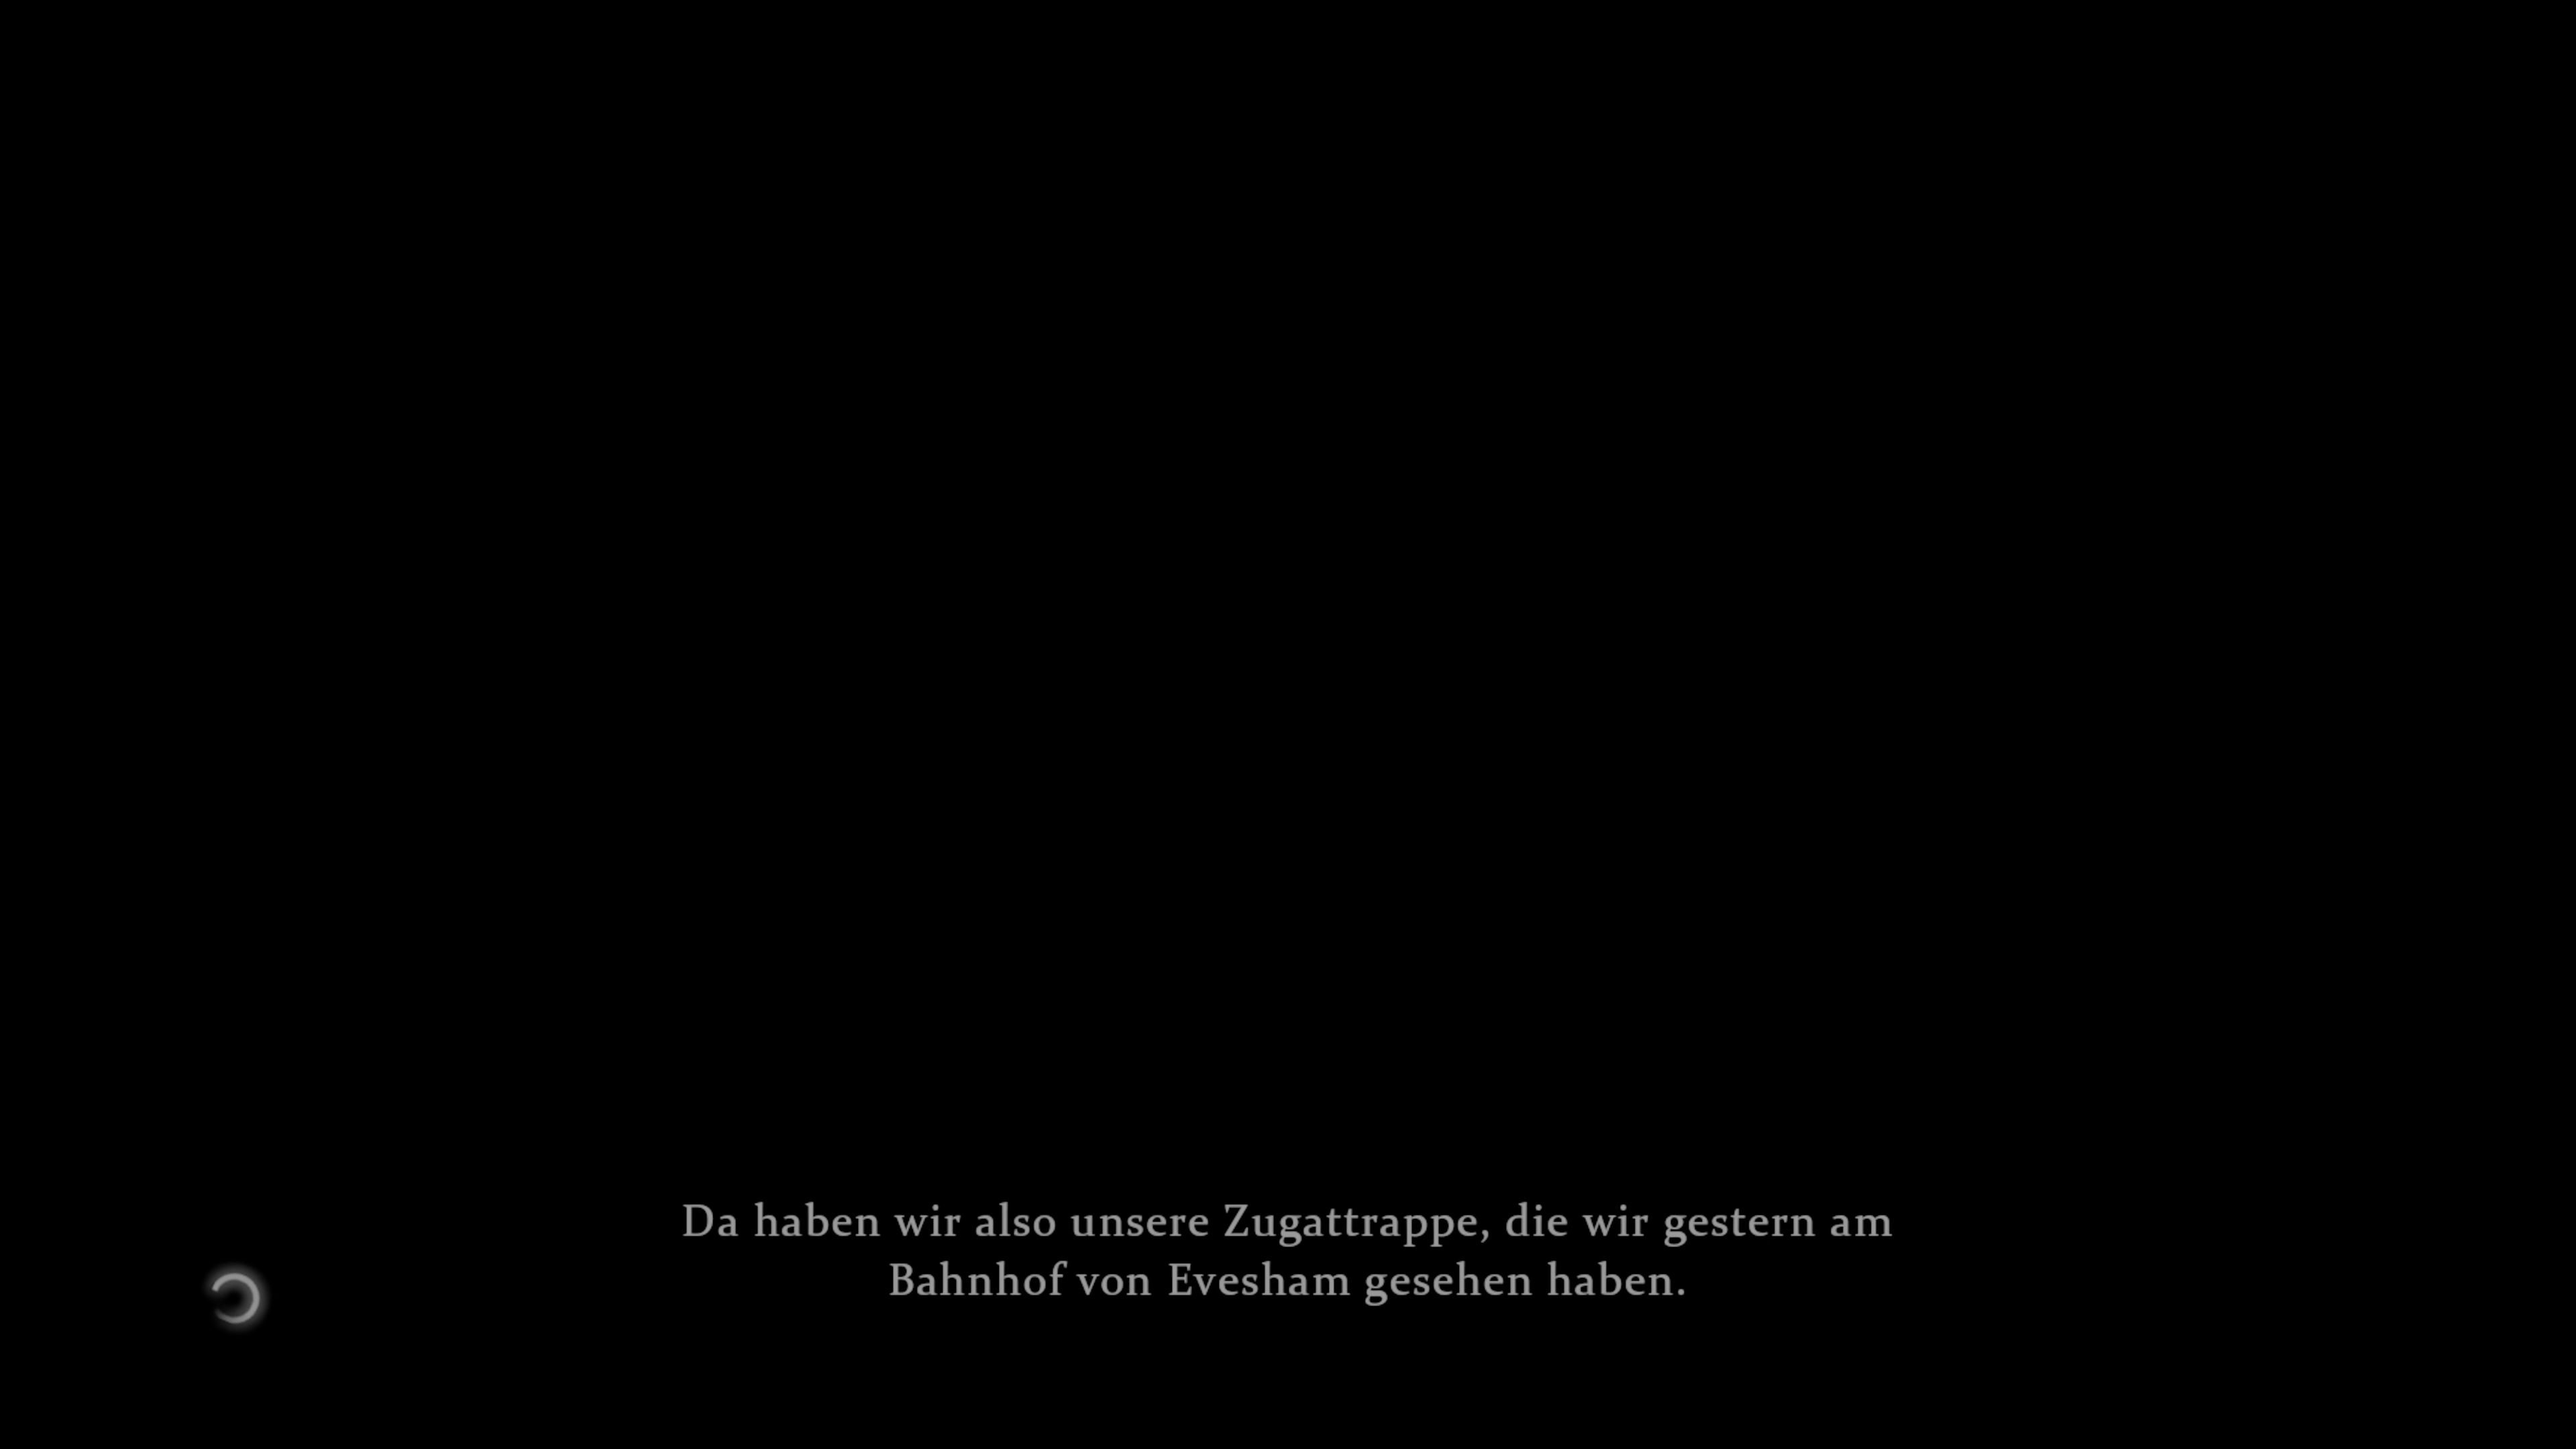 Da haben wir also unsere Zugattrappe, die wir gestern am
Bahnhof von Evesham gesehen haben.